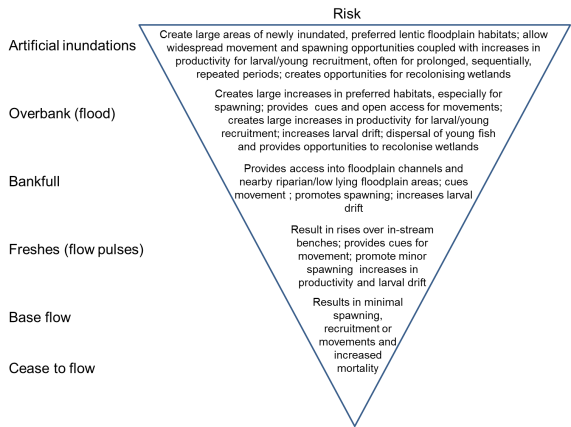 Risk
Artificial inundations
Create large areas of newly inundated, preferred lentic floodplain habitats; allow
widespread movement and spawning opportunities coupled with increases in
productivity for larval/young recruitment, often for prolonged, sequentially,
repeated periods; creates opportunities for recolonising wetlands
Overbank (flood)
Creates large increases in preferred habitats, especially for
spawning; provides cues and open access for movements;
creates large increases in productivity for larval/young
recruitment; increases larval drift; dispersal of young fish
and provides opportunities to recolonise wetlands
Bankfull
Provides access into floodplain channels and
nearby riparian/low lying floodplain areas; cues
movement ; promotes spawning; increases larval
drift
Freshes (flow pulses)
Result in rises over in-stream
benches; provides cues for
movement; promote minor
spawning increases in
productivity and larval drift
Base flow
Results in minimal
spawning,
recruitment or
movements and
increased
mortality
Cease to flow